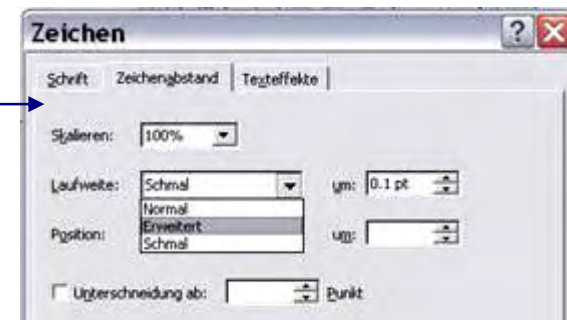 Zeichen
Schrift Zeichenabstand Texteffekte
Skalieren: 100%
Laufweite: Schmal um: 0.1 pt
Normal
Erweitert
Position: um:
Schmal
Unterschneidung ab: Punkt